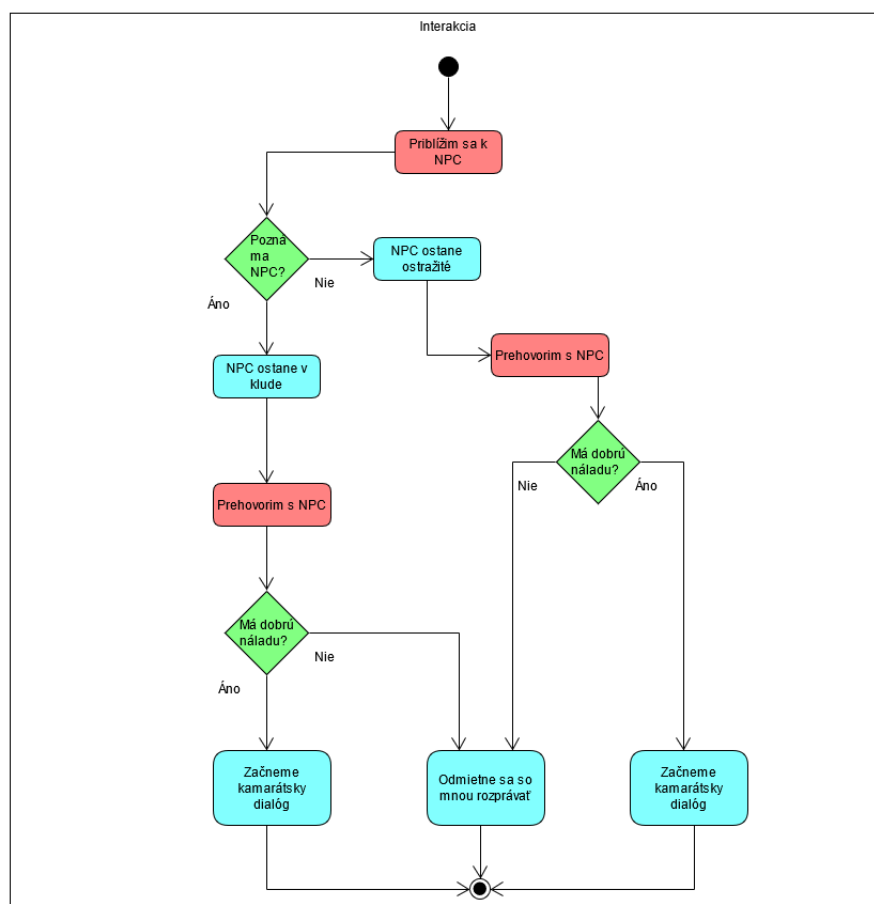 Interakcia
Priblížim sa k
NPC
Pozná
ma
NPC?
Nie
Áno
NPC ostane
ostražité
NPC ostane v
klude
Prehovorim s NPC
Má dobrú
náladu?
Nie
Áno
Prehovorim s NPC
Má dobrú
náladu?
Nie
Áno
Začneme
kamarátsky
dialóg
Odmietne sa so
mnou rozprávať
Začneme
kamarátsky
dialóg